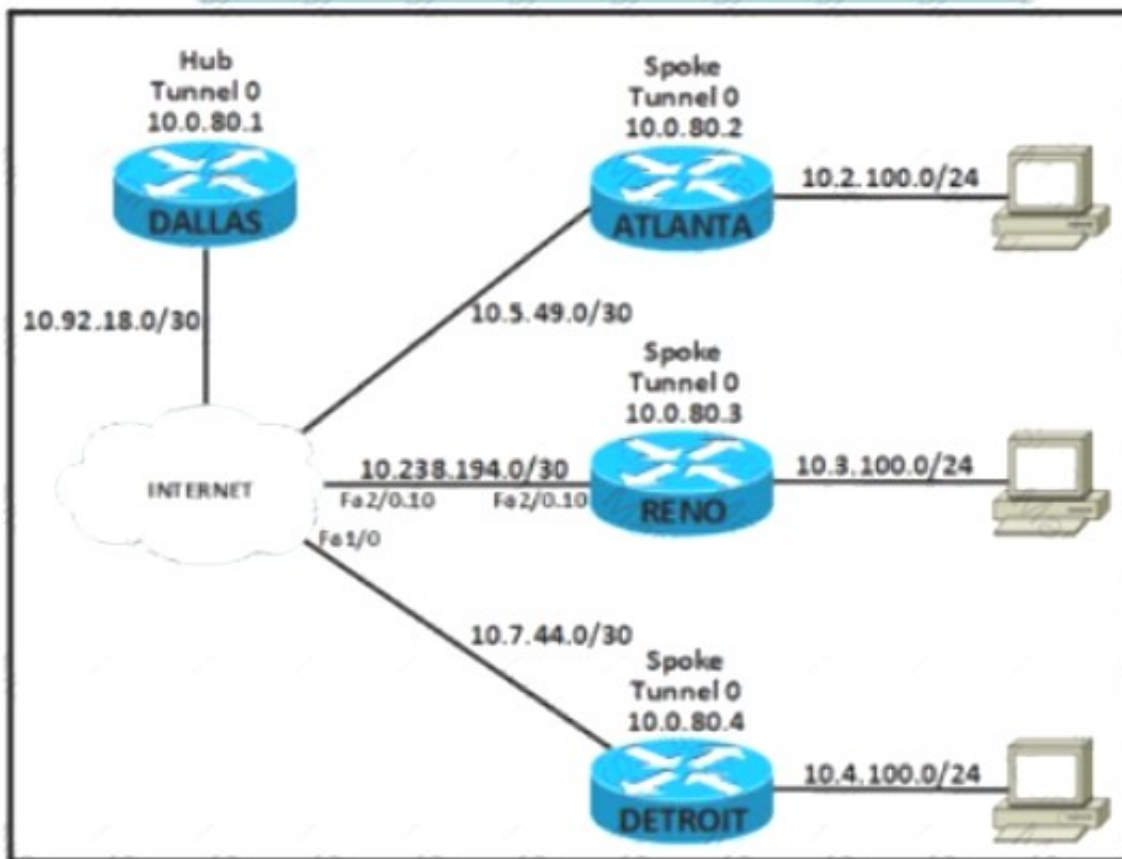 Hub
Tunnel 0
10.0.80.1
DALLAS
10.92.18.0/30
Spoke
Tunnel 0
10.0.80.2
ATLANTA
10.2.100.0/24
10.5.49.0/30
Spoke
Tunnel 0
10.0.80.3
RENO
10.3.100.0/24
10.238.194.0/30
Fa2/0.10
Fa2/0.10
INTERNET
Fa1/0
10.7.44.0/30
Spoke
Tunnel 0
10.0.80.4
DETROIT
10.4.100.0/24